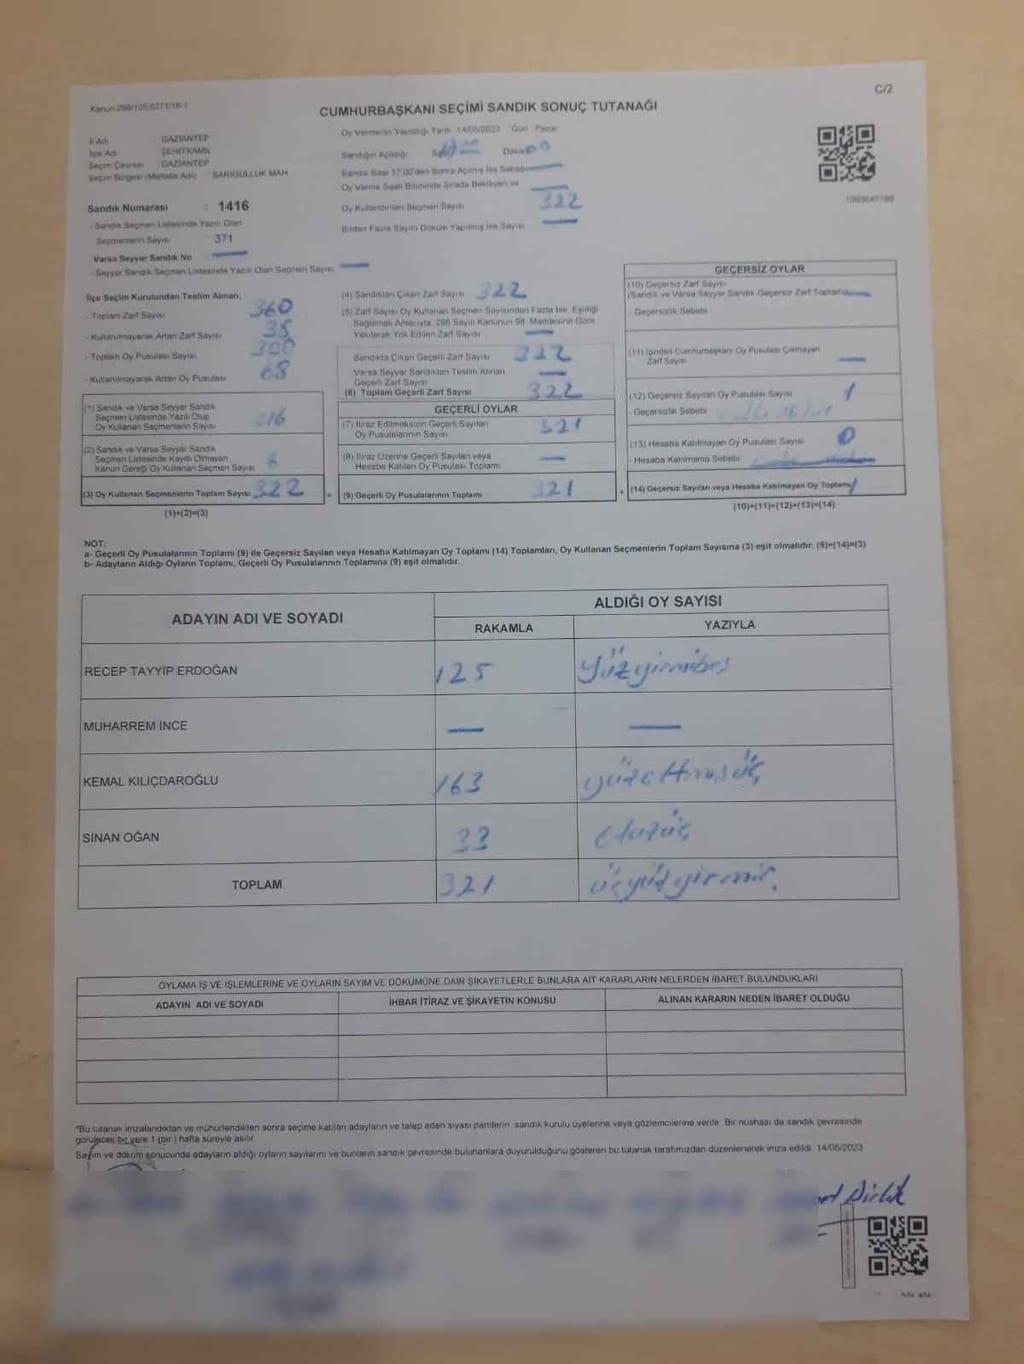 C/2
Kanun:298/105,6271/18-1
CUMHURBAŞKANI SEÇİMİ SANDIK SONUÇ TUTANAĞI
İl Adı : GAZİANTEP
İlçe Adı : ŞEHİTKAMİL
Seçim Çevresi : GAZİANTEP
Seçim Bölgesi (Mahalle Adı) SARIGÜLLÜK MAH.
Sandık Numarası : 1416
- Sandık Seçmen Listesinde Yazılı Olan
Seçmenlerin Sayısı 371
Varsa Seyyar Sandık No
- Seyyar Sandık Seçmen Listesinde Yazılı Olan Seçmen Sayısı
Oy Vermenin Yapıldığı Tarih 14/05/2023 Gün : Pazar
Sandığın Açıldığı Saat Dakika 00
Sandık Saat 17:00'den Sonra Açılmış İse Sebebi
Oy Verme Saati Bitiminde Sırada Bekleyen ve
Oy Kullandırılan Seçmen Sayısı 322
Birden Fazla Sayım Döküm Yapılmış İse Sayısı
İlçe Seçim Kurulundan Teslim Alınan;
- Toplam Zarf Sayısı 360
- Kullanılmayarak Artan Zarf Sayısı 38
- Toplam Oy Pusulası Sayısı
- Kullanılmayarak Artan Oy Pusulası 68
(1) Sandık ve Varsa Seyyar Sandık
Seçmen Listesinde Yazılı Olup
Oy Kullanan Seçmenlerin Sayısı 316
(2) Sandık ve Varsa Seyyar Sandık
Seçmen Listesinde Kayıtlı Olmayan
Kanun Gereği Oy Kullanan Seçmen Sayısı 6
(3) Oy Kullanan Seçmenlerin Toplam Sayısı 322
(1)+(2)=(3)
(4) Sandıktan Çıkan Zarf Sayısı 322
(5) Zarf Sayısı Oy Kullanan Seçmen Sayısından Fazla İse, Eşitliği
Sağlamak Amacıyla, 298 Sayılı Kanunun 98. Maddesine Göre
Yakılarak Yok Edilen Zarf Sayısı
Sandıkta Çıkan Geçerli Zarf Sayısı 322
Varsa Seyyar Sandıktan Teslim Alınan
Geçerli Zarf Sayısı
(6) Toplam Geçerli Zarf Sayısı 322
GEÇERLİ OYLAR
(7) İtiraz Edilmeksizin Geçerli Sayılan
Oy Pusulalarının Sayısı 321
(8) İtiraz Üzerine Geçerli Sayılan veya
Hesaba Katılan Oy Pusulası Toplamı
= (9) Geçerli Oy Pusulalarının Toplamı 321 +
GEÇERSİZ OYLAR
(10) Geçersiz Zarf Sayısı
(Sandık ve Varsa Seyyar Sandık Geçersiz Zarf Toplamı)
- Geçersizlik Sebebi
(11) İçinden Cumhurbaşkanı Oy Pusulası Çıkmayan
Zarf Sayısı
(12) Geçersiz Sayılan Oy Pusulası Sayısı 1
- Geçersizlik Sebebi
(13) Hesaba Katılmayan Oy Pusulası Sayısı 0
- Hesaba Katılmama Sebebi
(14) Geçersiz Sayılan veya Hesaba Katılmayan Oy Toplamı 1
(10)+(11)+(12)+(13)=(14)
NOT:
a- Geçerli Oy Pusulalarının Toplamı (9) ile Geçersiz Sayılan veya Hesaba Katılmayan Oy Toplamı (14) Toplamları, Oy Kullanan Seçmenlerin Toplam Sayısına (3) eşit olmalıdır. (9)+(14)=(3)
b- Adayların Aldığı Oyların Toplamı, Geçerli Oy Pusulalarının Toplamına (9) eşit olmalıdır.
ADAYIN ADI VE SOYADI
ALDIĞI OY SAYISI
RAKAMLA YAZIYLA
RECEP TAYYİP ERDOĞAN 125 yüzyirmibeş
MUHARREM İNCE — —
KEMAL KILIÇDAROĞLU 163 yüzaltmışüç
SİNAN OĞAN 33 otuzüç
TOPLAM 321
OYLAMA İŞ VE İŞLEMLERİNE VE OYLARIN SAYIM VE DÖKÜMÜNE DAİR ŞİKAYETLERLE BUNLARA AİT KARARLARIN NELERDEN İBARET BULUNDUKLARI
ADAYIN ADI VE SOYADI İHBAR İTİRAZ VE ŞİKAYETİN KONUSU ALINAN KARARIN NEDEN İBARET OLDUĞU
*Bu tutanak imzalandıktan ve mühürlendikten sonra seçime katılan adayların ve talep eden siyasi partilerin sandık kurulu üyelerine veya gözlemcilerine verilir. Bir nüshası da sandık çevresinde
görülecek bir yere 1 (bir ) hafta süreyle asılır.
Sayım ve döküm sonucunda adayların aldığı oyların sayılarını ve bunların sandık çevresinde bulunanlara duyurulduğunu gösteren bu tutanak tarafımızdan düzenlenerek imza edildi. 14/05/2023